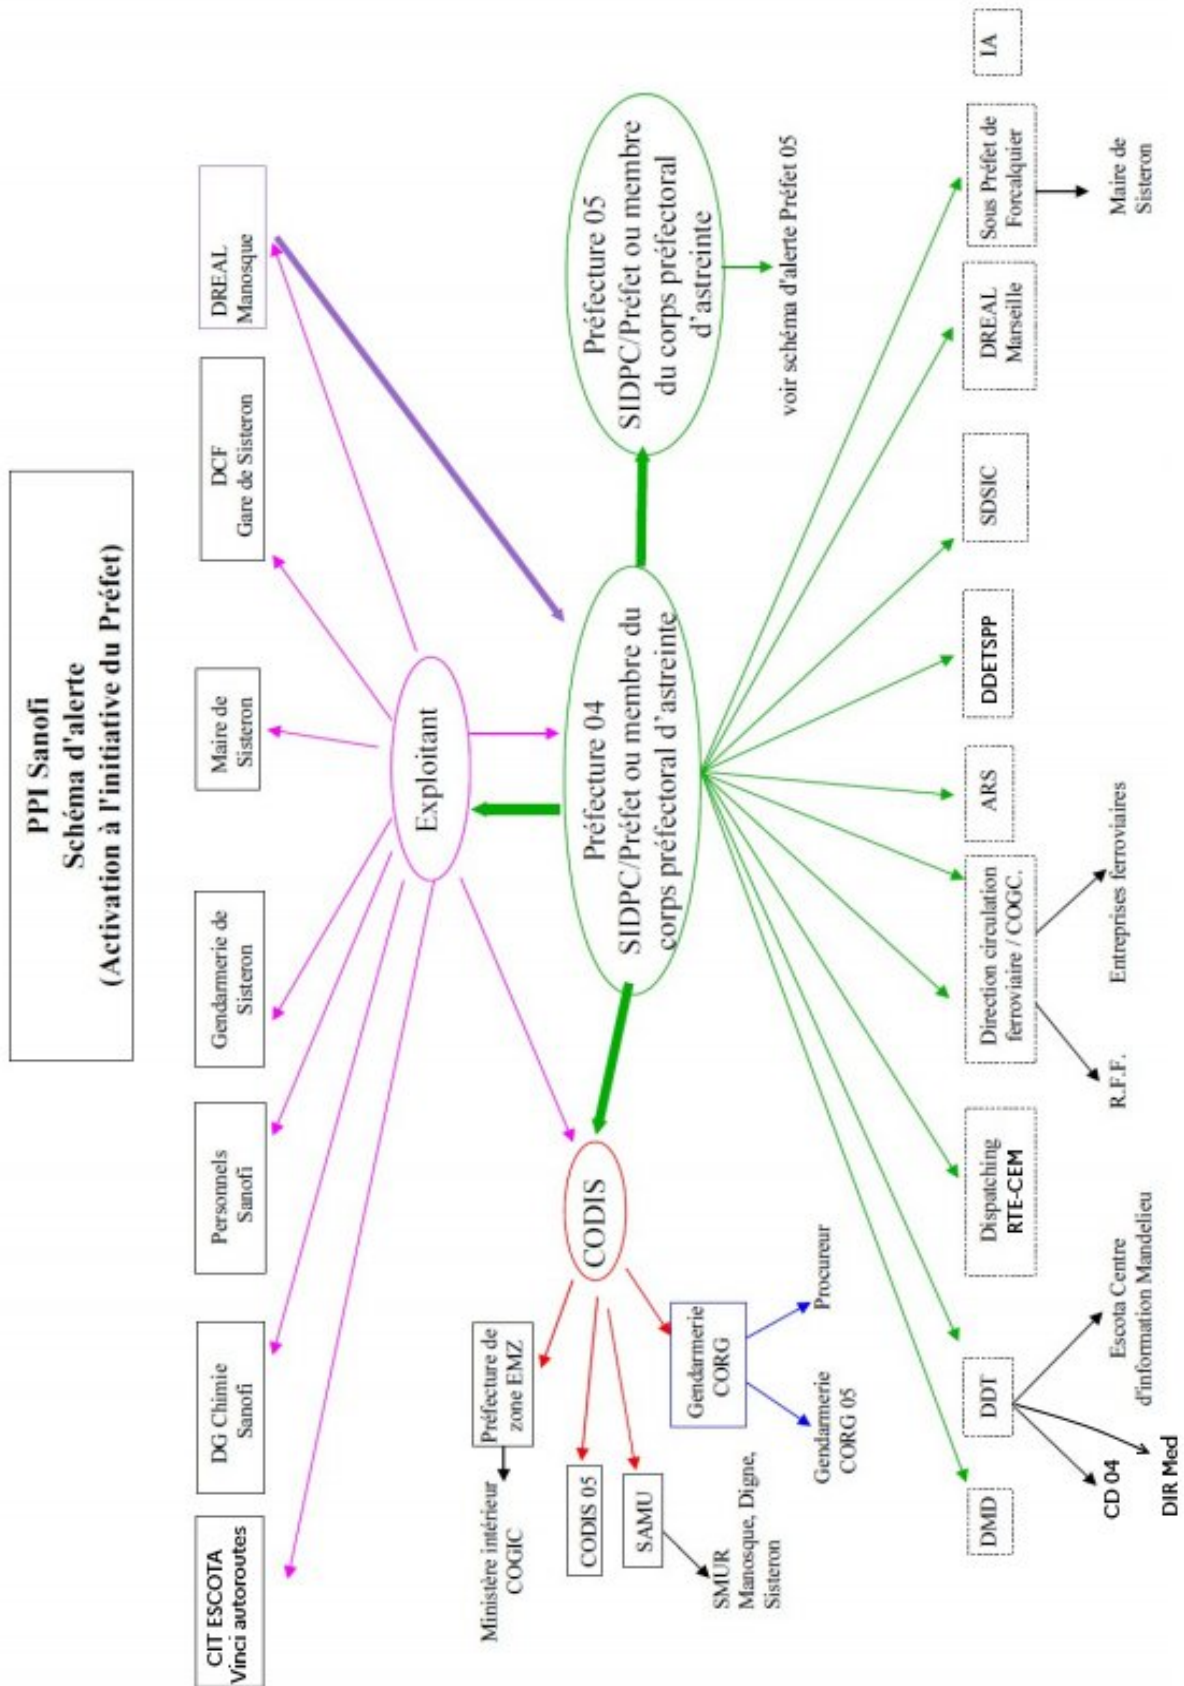 PPI Sanofi
Schéma d'alerte
(Activation à l'initiative du Préfet)
CIT ESCOTA
Vinci autoroutes
DG Chimie
Sanofi
Personnels
Sanofi
Gendarmerie de
Sisteron
Maire de
Sisteron
DCF
Gare de Sisteron
DREAL
Manosque
Exploitant
Préfecture de
zone EMZ
Ministère intérieur
COGIC
CODIS 05
SAMU
SMUR
Manosque, Digne,
Sisteron
CODIS
Gendarmerie
CORG
Gendarmerie
CORG 05
Procureur
Préfecture 04
SIDPC/Préfet ou membre du
corps préfectoral d'astreinte
Préfecture 05
SIDPC/Préfet ou membre
du corps préfectoral
d'astreinte
voir schéma d'alerte Préfet 05
DMD
DDT
Dispatching
RTE-CEM
Direction circulation
ferroviaire / COGC.
ARS
DDETSPP
SDSIC
DREAL
Marseille
Sous Préfet de
Forcalquier
IA
CD 04
DIR Med
Escota Centre
d'information Mandelieu
R.F.F.
Entreprises ferroviaires
Maire de
Sisteron